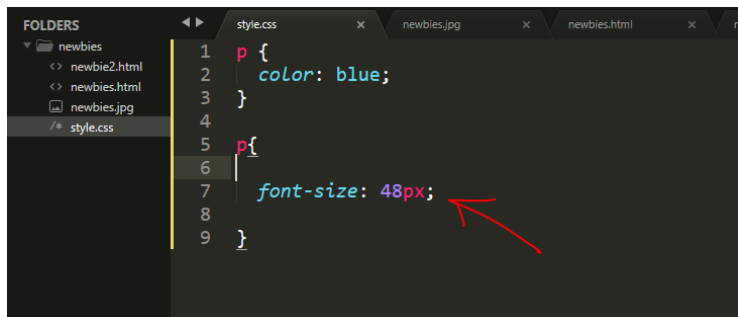 FOLDERS
newbies
<> newbie2.html
<> newbies.html
newbies.jpg
/* style.css
style.css × newbies.jpg × newbies.html ×
1 p {
2 color: blue;
3 }
4
5 p{
6
7 font-size: 48px;
8
9 }